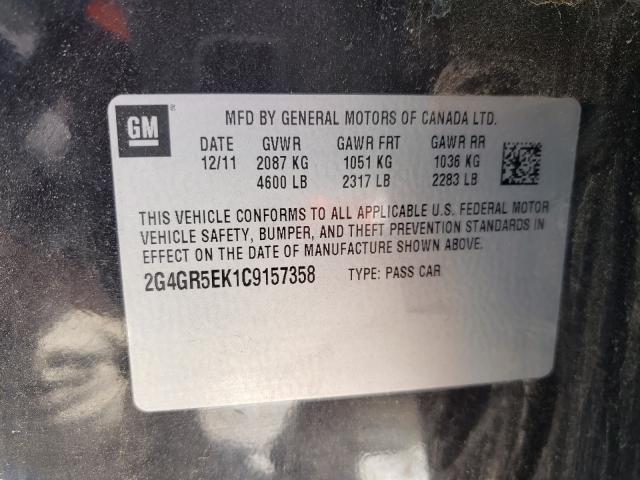 GM
®
MFD BY GENERAL MOTORS OF CANADA LTD.
DATE GVWR GAWR FRT GAWR RR
12/11 2087 KG 1051 KG 1036 KG
4600 LB 2317 LB 2283 LB
THIS VEHICLE CONFORMS TO ALL APPLICABLE U.S. FEDERAL MOTOR
VEHICLE SAFETY, BUMPER, AND THEFT PREVENTION STANDARDS IN
EFFECT ON THE DATE OF MANUFACTURE SHOWN ABOVE.
2G4GR5EK1C9157358 TYPE: PASS CAR